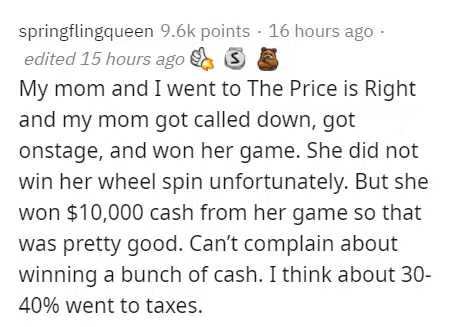 springflingqueen 9.6k points · 16 hours ago ·
edited 15 hours ago S
My mom and I went to The Price is Right
and my mom got called down, got
onstage, and won her game. She did not
win her wheel spin unfortunately. But she
won $10,000 cash from her game so that
was pretty good. Can't complain about
winning a bunch of cash. I think about 30-
40% went to taxes.